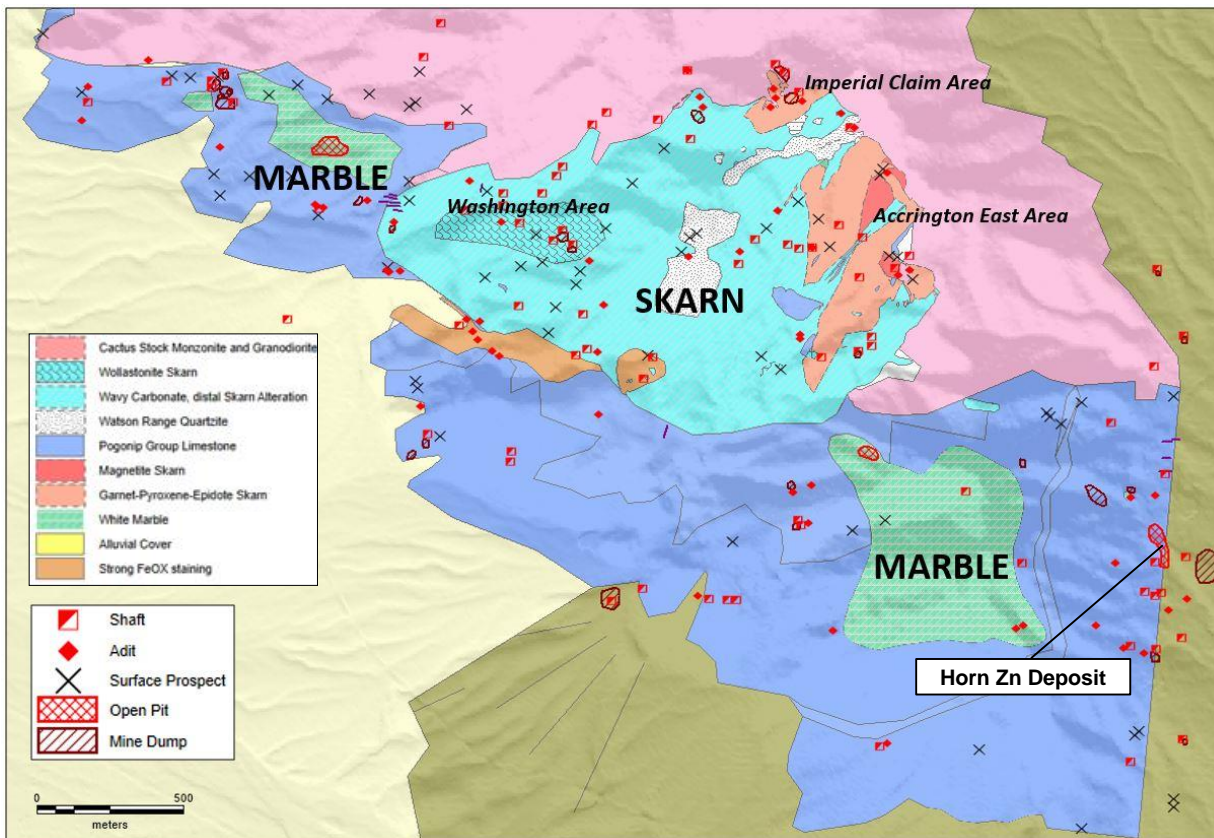 Imperial Claim Area
MARBLE
Washington Area
Accrington East Area
SKARN
Cactus Stock Monzonite and Granodiorite
Wollastonite Skarn
Wavy Carbonate, distal Skarn Alteration
Watson Range Quartzite
Pogonip Group Limestone
Magnetite Skarn
Garnet-Pyroxene-Epidote Skarn
White Marble
Alluvial Cover
Strong FeOX staining
MARBLE
Shaft
Adit
Surface Prospect
Open Pit
Mine Dump
Horn Zn Deposit
0 500
meters